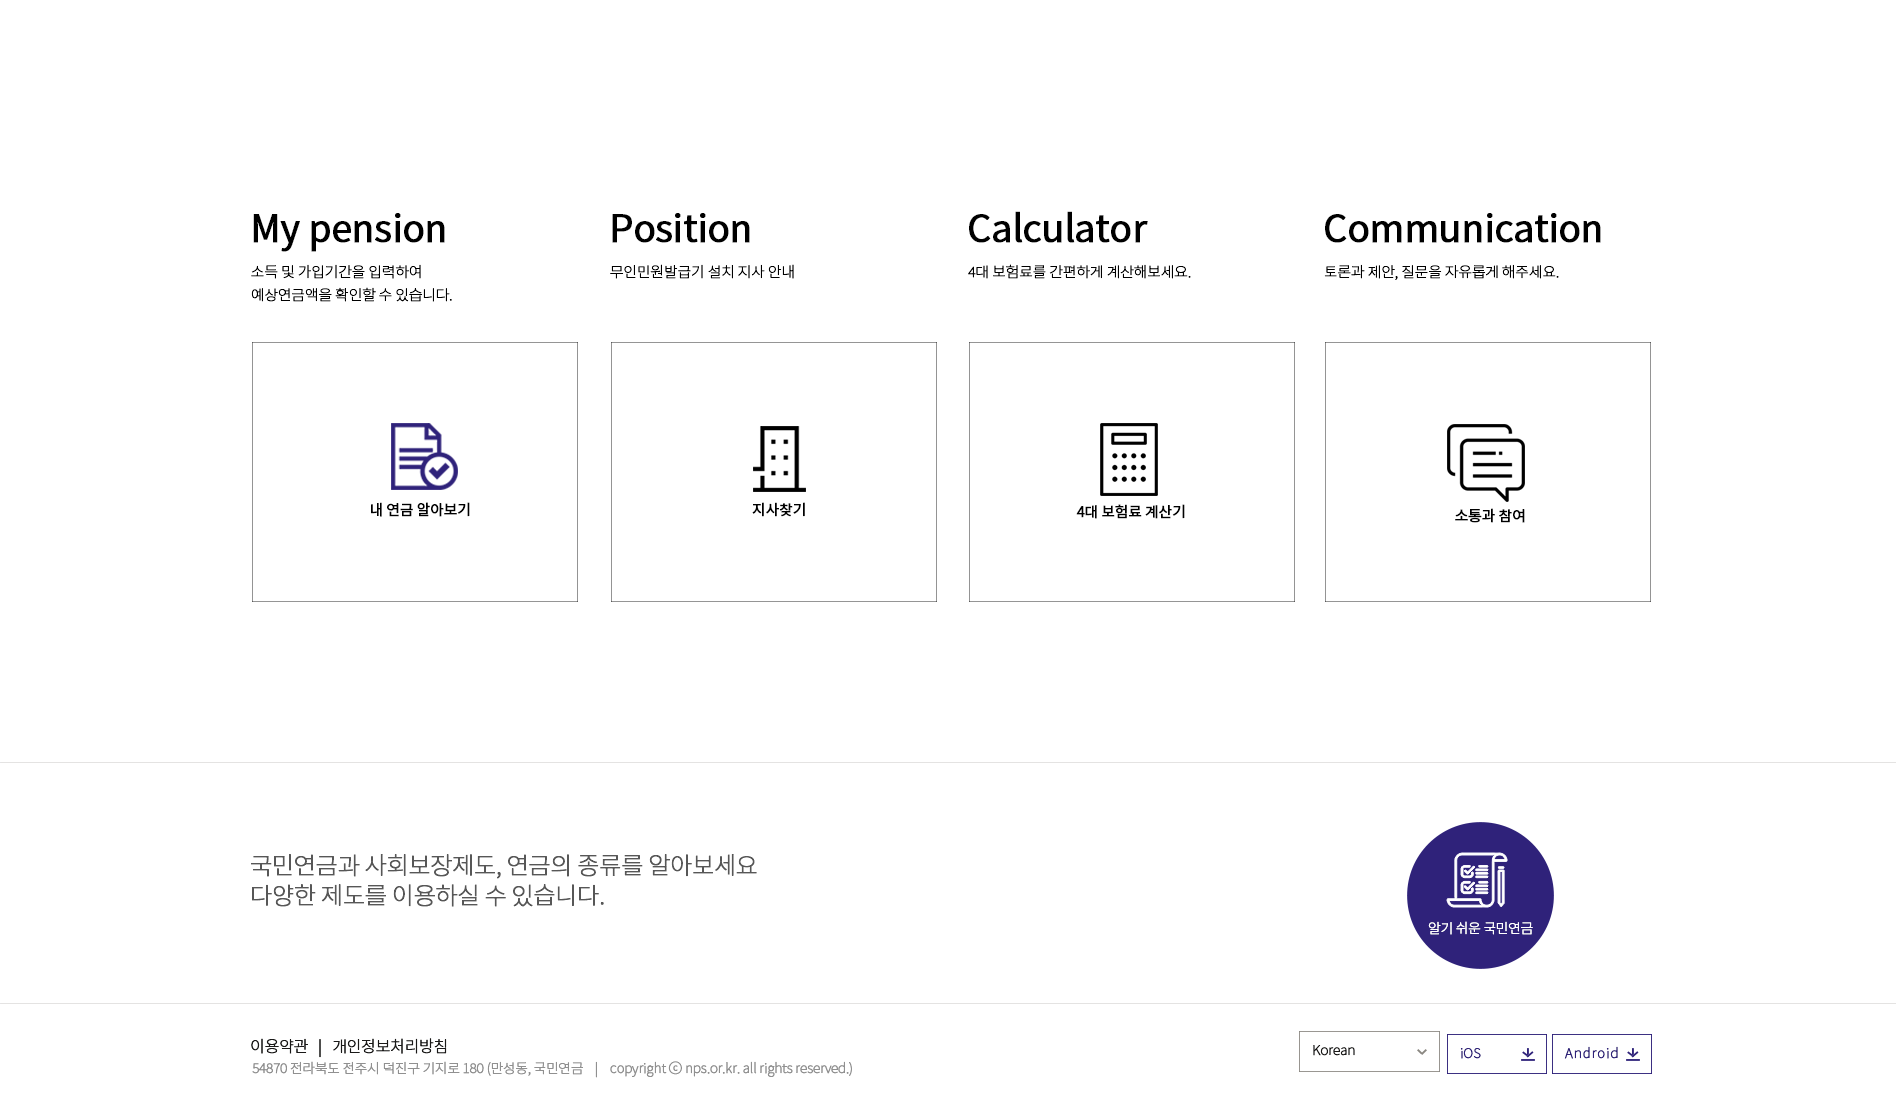 My pension
소득 및 가입기간을 입력하여
예상연금액을 확인할 수 있습니다.
내 연금 알아보기
Position
무인민원발급기 설치 지사 안내
지사찾기
Calculator
4대 보험료를 간편하게 계산해보세요.
4대 보험료 계산기
Communication
토론과 제안, 질문을 자유롭게 해주세요.
소통과 참여
국민연금과 사회보장제도, 연금의 종류를 알아보세요
다양한 제도를 이용하실 수 있습니다.
알기 쉬운 국민연금
이용약관 | 개인정보처리방침
54870 전라북도 전주시 덕진구 기지로 180 (만성동, 국민연금 | copyright ⓒ nps.or.kr. all rights reserved.)
Korean
iOS
Android